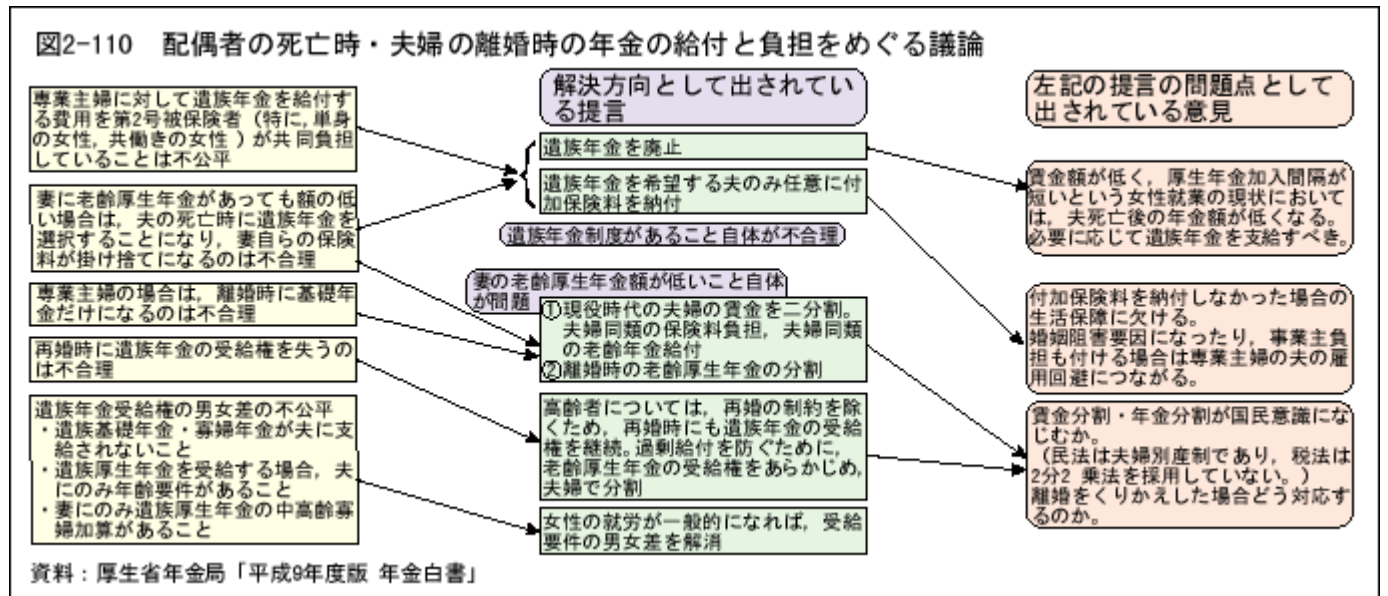 図2-110　配偶者の死亡時・夫婦の離婚時の年金の給付と負担をめぐる議論
専業主婦に対して遺族年金を給付す
る費用を第2号被保険者（特に,単身
の女性, 共働きの女性 ）が共同負担
していることは不公平
妻に老齢厚生年金があっても額の低
い場合は，夫の死亡時に遺族年金を
選択することになり，妻自らの保険
料が掛け捨てになるのは不合理
専業主婦の場合は，離婚時に基礎年
金だけになるのは不合理
再婚時に遺族年金の受給権を失うの
は不合理
遺族年金受給権の男女差の不公平
・遺族基礎年金・寡婦年金が夫に支
給されないこと
・遺族厚生年金を受給する場合，夫
にのみ年齢要件があること
・妻にのみ遺族厚生年金の中高齢寡
婦加算があること
解決方向として出されてい
る提言
遺族年金を廃止
遺族年金を希望する夫のみ任意に付
加保険料を納付
遺族年金制度があること自体が不合理
妻の老齢厚生年金額が低いこと自体
が問題
①現役時代の夫婦の賃金を二分割。
夫婦同類の保険料負担，夫婦同類
の老齢年金給付
②離婚時の老齢厚生年金の分割
高齢者については，再婚の制約を除
くため，再婚時にも遺族年金の受給
権を継続。過剰給付を防ぐために，
老齢厚生年金の受給権をあらかじめ，
夫婦で分割
女性の就労が一般的になれば，受給
要件の男女差を解消
左記の提言の問題点として
出されている意見
賃金額が低く，厚生年金加入間隔が
短いという女性就業の現状において
は，夫死亡後の年金額が低くなる。
必要に応じて遺族年金を支給すべき。
付加保険料を納付しなかった場合の
生活保障に欠ける。
婚姻阻害要因になったり，事業主負
担も付ける場合は専業主婦の夫の雇
用回避につながる。
賃金分割・年金分割が国民意識にな
じむか。
（民法は夫婦別産制であり，税法は
2分2 乗法を採用していない。）
離婚をくりかえした場合どう対応す
るのか。
資料：厚生省年金局「平成9年度版 年金白書」